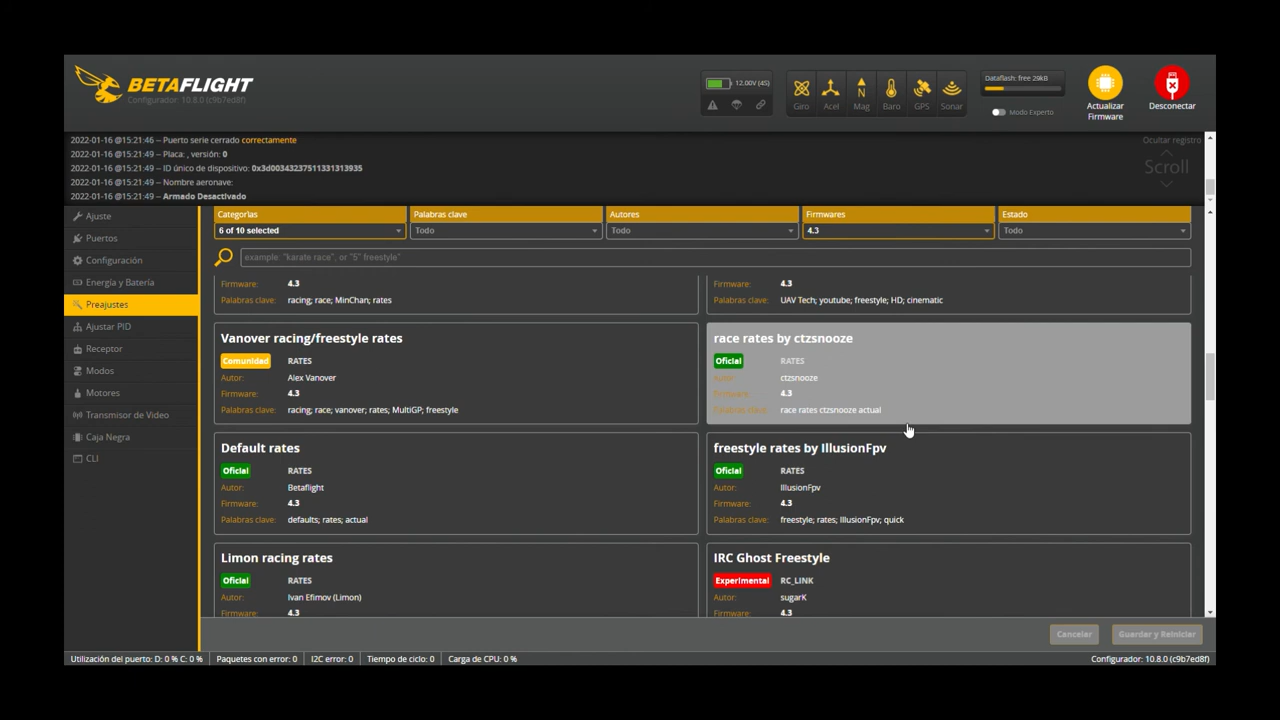 BETAFLIGHT
Configurador: 10.8.0 (c9b7ed8f)
12.00V (4S)
Giro
Acel
Mag
Baro
GPS
Sonar
Dataflash: free 29kB
Modo Experto
Actualizar
Firmware
Desconectar
2022-01-16 @15:21:46 -- Puerto serie cerrado correctamente
2022-01-16 @15:21:49 -- Placa: , versión: 0
2022-01-16 @15:21:49 -- ID único de dispositivo: 0x3d003432375113313139​35
2022-01-16 @15:21:49 -- Nombre aeronave:
2022-01-16 @15:21:49 -- Armado Desactivado
Ocultar registro
Scroll
Ajuste
Puertos
Configuración
Energía y Batería
Preajustes
Ajustar PID
Receptor
Modos
Motores
Transmisor de Video
Caja Negra
CLI
Categorìas
6 of 10 selected
Palabras clave
Todo
Autores
Todo
Firmwares
4.3
Estado
Todo
example: "karate race", or "5'' freestyle"
Firmware: 4.3
Palabras clave: racing; race; MinChan; rates
Firmware: 4.3
Palabras clave: UAV Tech; youtube; freestyle; HD; cinematic
Vanover racing/freestyle rates
Comunidad RATES
Autor: Alex Vanover
Firmware: 4.3
Palabras clave: racing; race; vanover; rates; MultiGP; freestyle
race rates by ctzsnooze
Oficial RATES
Autor: ctzsnooze
Firmware: 4.3
Palabras clave: race rates ctzsnooze actual
Default rates
Oficial RATES
Autor: Betaflight
Firmware: 4.3
Palabras clave: defaults; rates; actual
freestyle rates by IllusionFpv
Oficial RATES
Autor: IllusionFpv
Firmware: 4.3
Palabras clave: freestyle; rates; IllusionFpv; quick
Limon racing rates
Oficial RATES
Autor: Ivan Efimov (Limon)
Firmware: 4.3
IRC Ghost Freestyle
Experimental RC_LINK
Autor: sugarK
Firmware: 4.3
Cancelar
Guardar y Reiniciar
Utilización del puerto: D: 0 % C: 0 %
Paquetes con error: 0
I2C error: 0
Tiempo de ciclo: 0
Carga de CPU: 0 %
Configurador: 10.8.0 (c9b7ed8f)